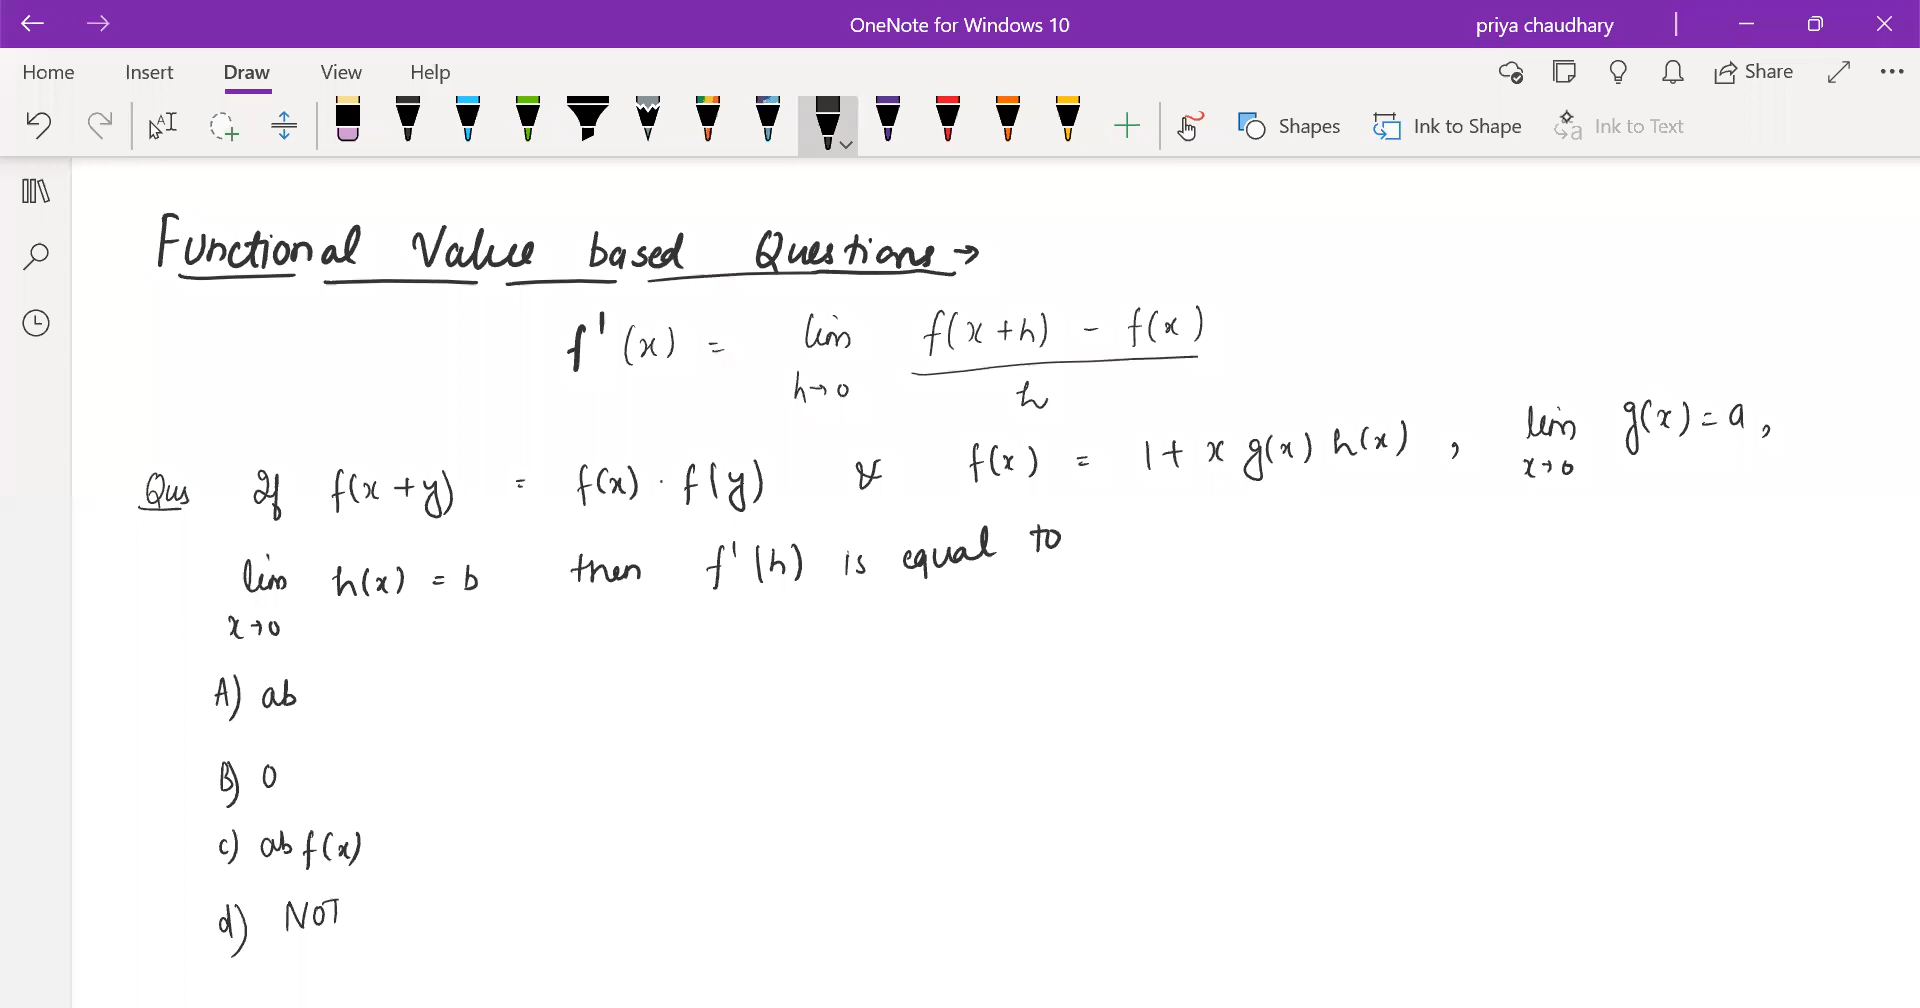 OneNote for Windows 10
priya chaudhary
Home Insert Draw View Help
Share
Shapes Ink to Shape Ink to Text
Functional Value based Questions →
f'(x) = lim h→0 f(x+h) - f(x) / h
Qus If f(x+y) = f(x) · f(y) & f(x) = 1 + x g(x) h(x) , lim x→0 g(x) = a ,
lim x→0 h(x) = b then f'(h) is equal to
A) ab
B) 0
c) ab f(x)
d) NOT